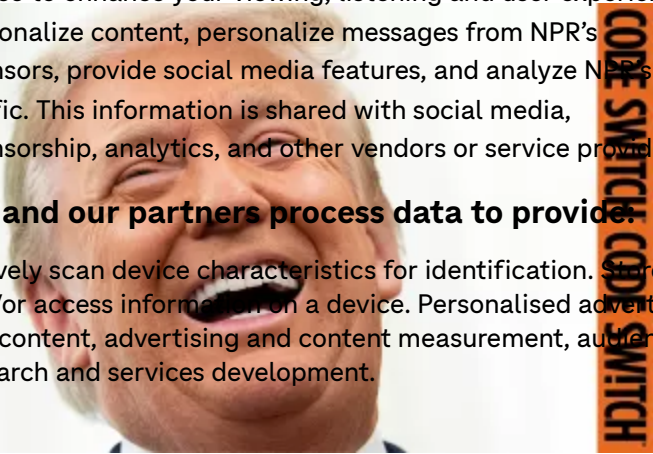 onalize content, personalize messages from NPR's
nsors, provide social media features, and analyze NPR's
fic. This information is shared with social media,
nsorship, analytics, and other vendors or service provid
and our partners process data to provide:
vely scan device characteristics for identification. Store
/or access information on a device. Personalised advert
content, advertising and content measurement, audien
arch and services development.
CODE SWITCH CODE SWITCH